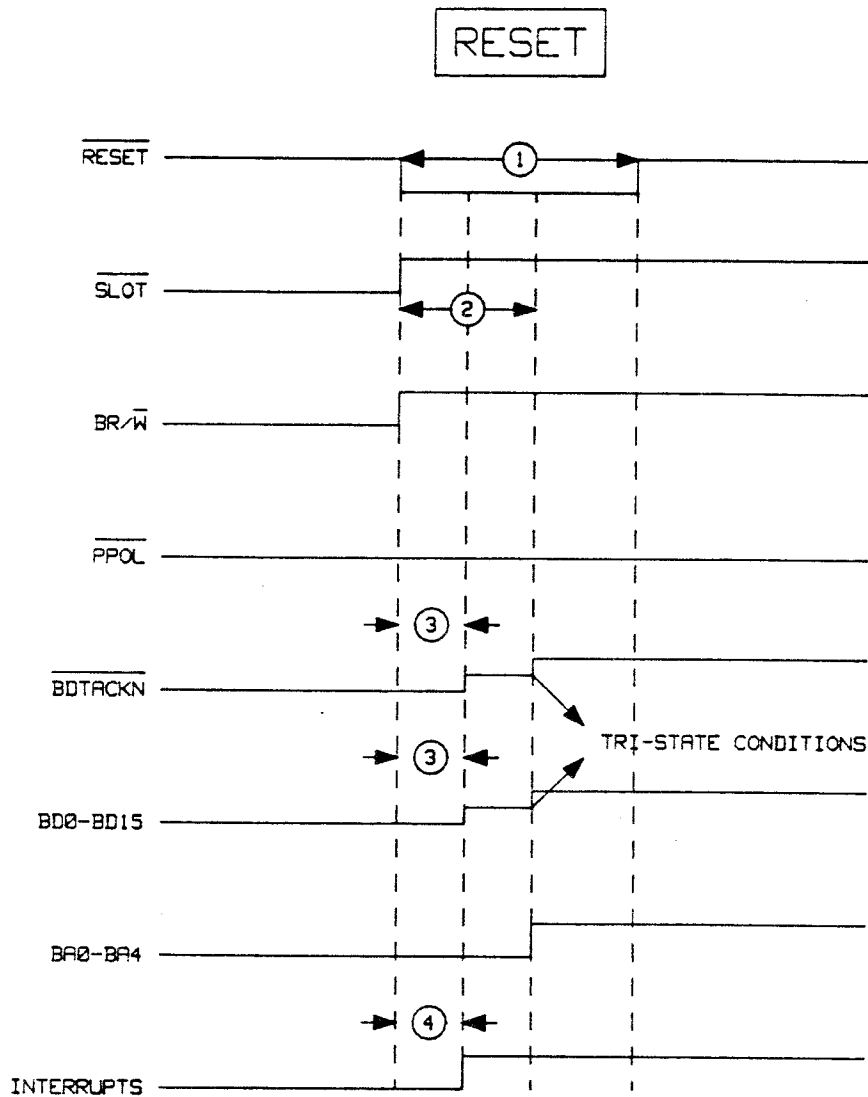 RESET
RESET
1
SLOT
2
BR/W
PPOL
3
BDTACKN
TRI-STATE CONDITIONS
3
BD0-BD15
BA0-BA4
4
INTERRUPTS